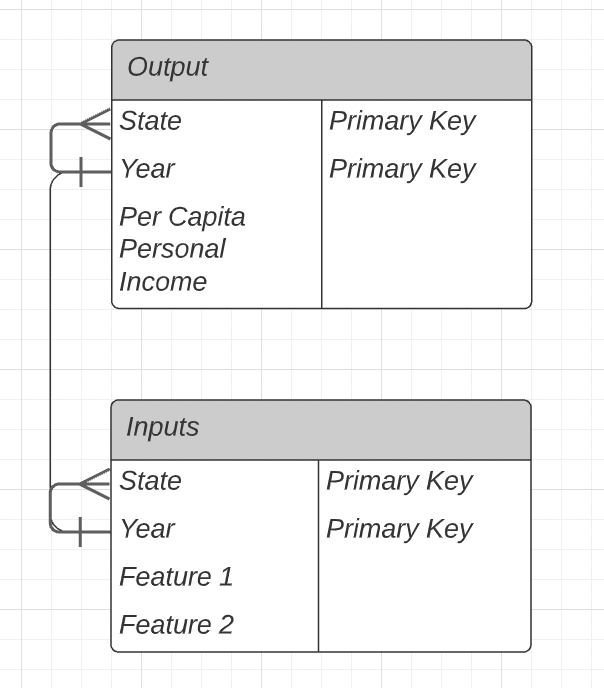 Output
State Primary Key
Year Primary Key
Per Capita
Personal
Income
Inputs
State Primary Key
Year Primary Key
Feature 1
Feature 2